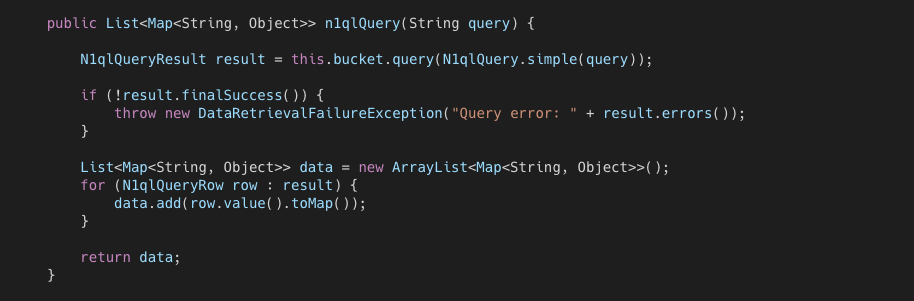 public List<Map<String, Object>> n1qlQuery(String query) {
N1qlQueryResult result = this.bucket.query(N1qlQuery.simple(query));
if (!result.finalSuccess()) {
throw new DataRetrievalFailureException("Query error: " + result.errors());
}
List<Map<String, Object>> data = new ArrayList<Map<String, Object>>();
for (N1qlQueryRow row : result) {
data.add(row.value().toMap());
}
return data;
}